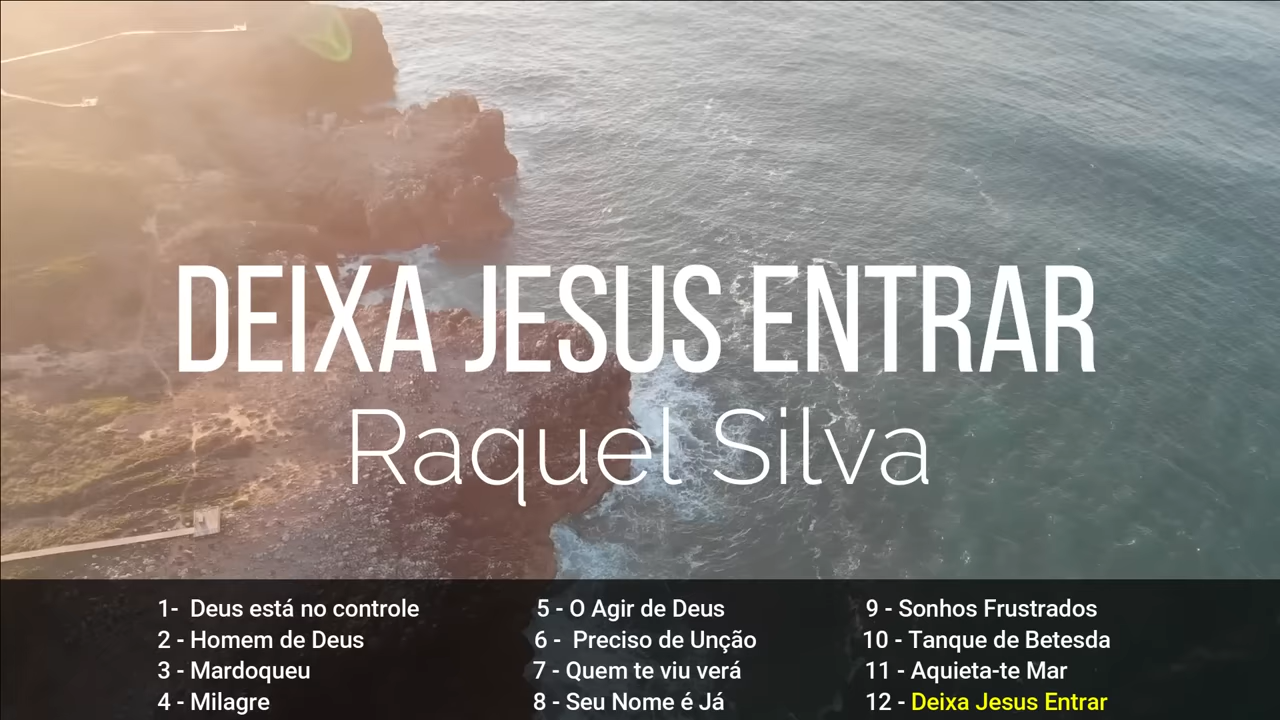 DEIXA JESUS ENTRAR
Raquel Silva
1-  Deus está no controle
2 - Homem de Deus
3 - Mardoqueu
4 - Milagre
5 - O Agir de Deus
6 -  Preciso de Unção
7 - Quem te viu verá
8 - Seu Nome é Já
9 - Sonhos Frustrados
10 - Tanque de Betesda
11 - Aquieta-te Mar
12 - Deixa Jesus Entrar